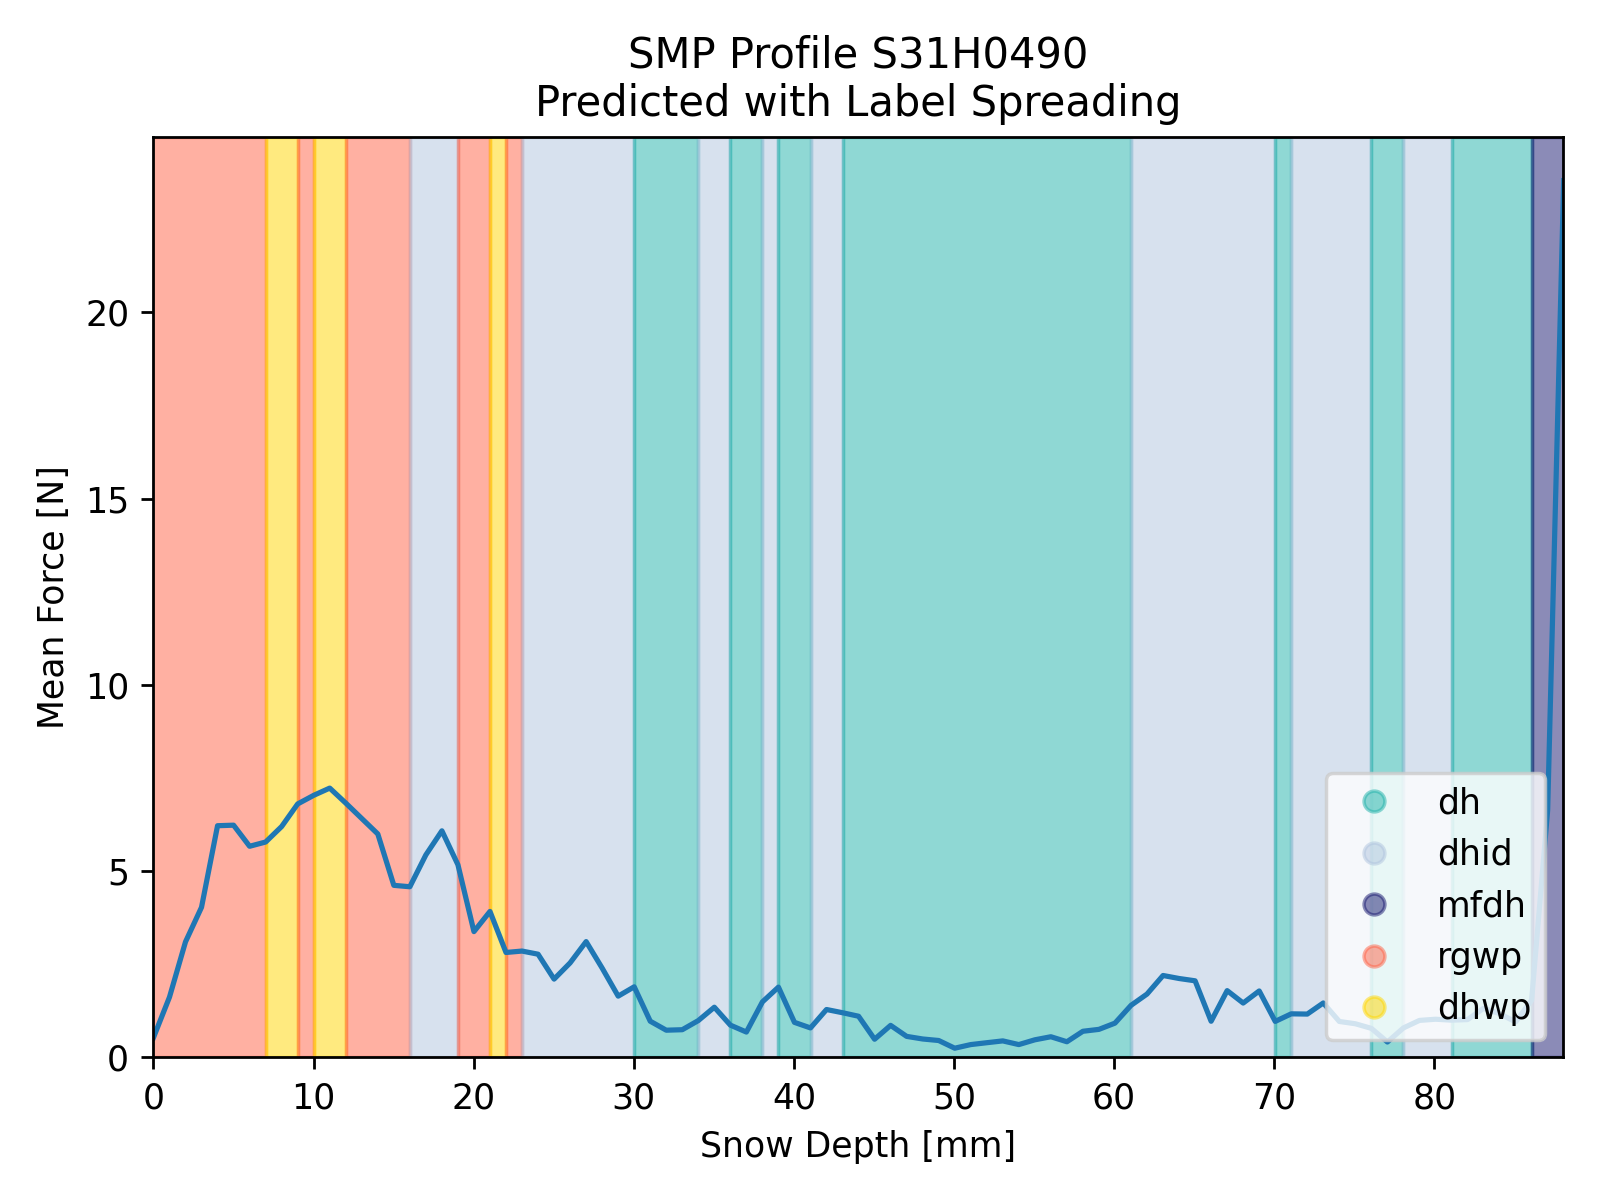 SMP Profile S31H0490
Predicted with Label Spreading
Mean Force [N]
20
15
10
5
0
dh
dhid
mfdh
rgwp
dhwp
0 10 20 30 40 50 60 70 80
Snow Depth [mm]